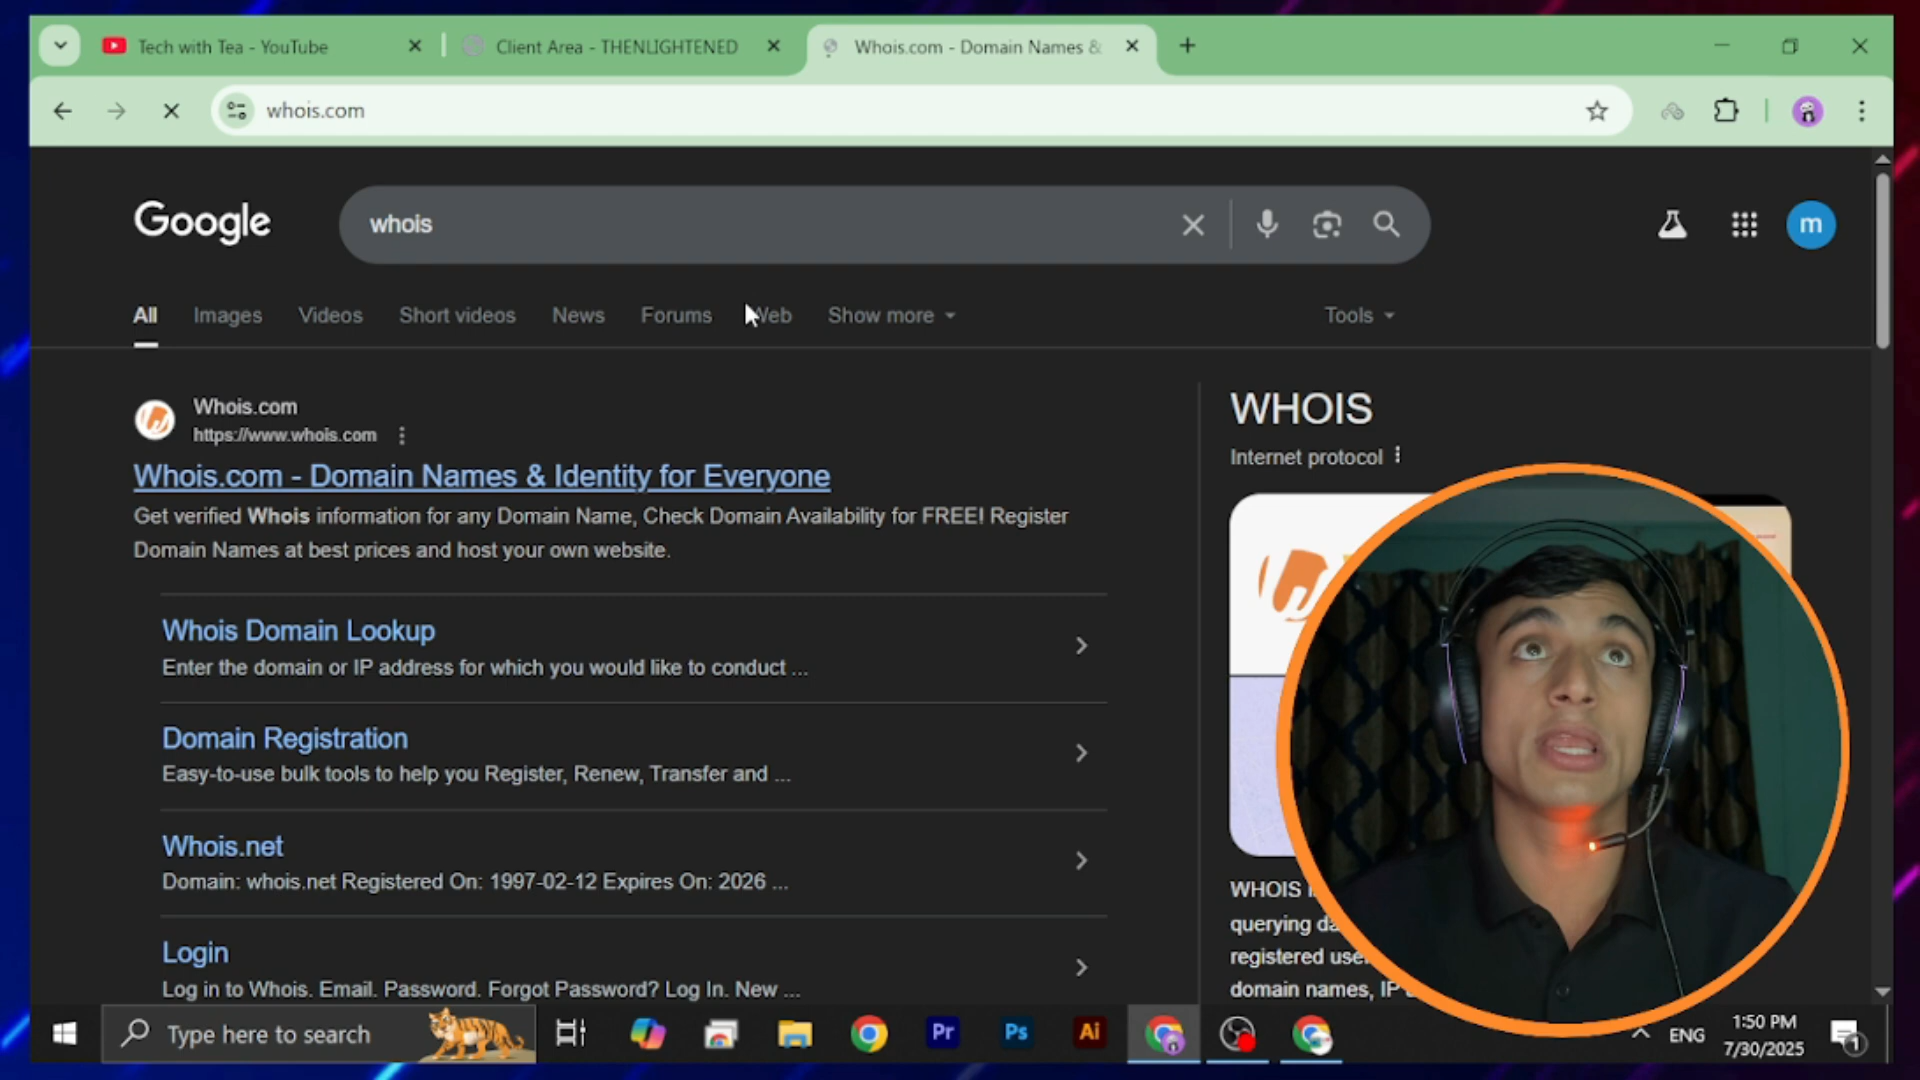 Tech with Tea - YouTube
Client Area - THENLIGHTENED
Whois.com - Domain Names &
whois.com
Google
whois
m
All
Images
Videos
Short videos
News
Forums
Web
Show more
Tools
Whois.com
https://www.whois.com
Whois.com - Domain Names & Identity for Everyone
Get verified Whois information for any Domain Name, Check Domain Availability for FREE! Register
Domain Names at best prices and host your own website.
Whois Domain Lookup
Enter the domain or IP address for which you would like to conduct ...
Domain Registration
Easy-to-use bulk tools to help you Register, Renew, Transfer and ...
Whois.net
Domain: whois.net Registered On: 1997-02-12 Expires On: 2026 ...
Login
Log in to Whois. Email. Password. Forgot Password? Log In. New ...
WHOIS
Internet protocol
WHOIS
querying
registered
domain names, IP
Type here to search
Pr
Ps
Ai
ENG
1:50 PM
7/30/2025
1